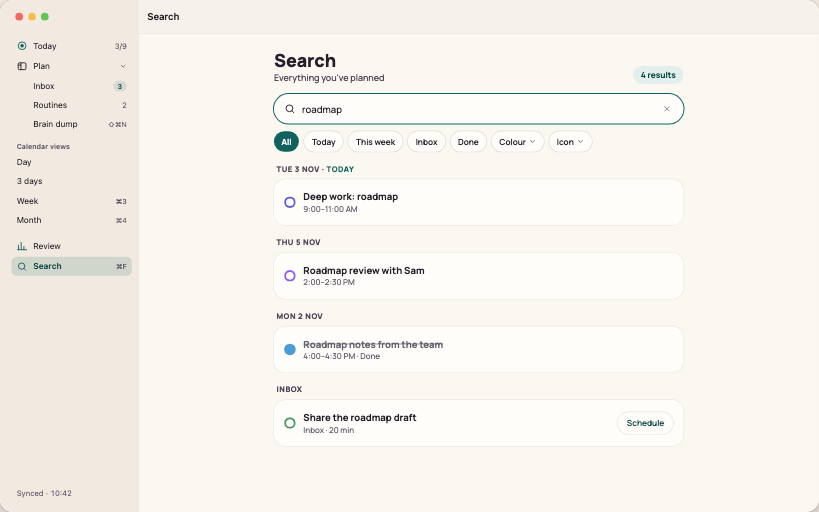 Search
Today 3/9
Plan
Inbox 3
Routines 2
Brain dump ⇧⌘N
Calendar views
Day
3 days
Week ⌘3
Month ⌘4
Review
Search ⌘F
Synced · 10:42
Search
Everything you've planned
4 results
roadmap
All Today This week Inbox Done Colour Icon
TUE 3 NOV · TODAY
Deep work: roadmap
9:00–11:00 AM
THU 5 NOV
Roadmap review with Sam
2:00–2:30 PM
MON 2 NOV
Roadmap notes from the team
4:00–4:30 PM · Done
INBOX
Share the roadmap draft
Inbox · 20 min
Schedule